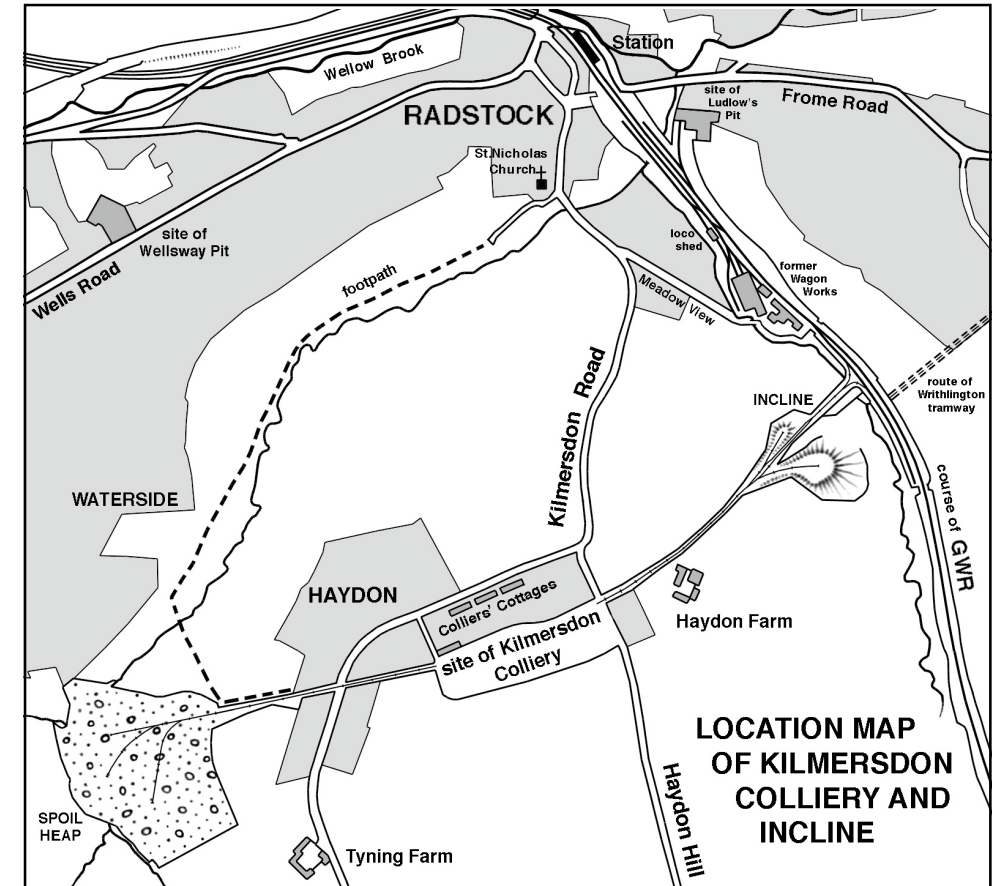 Station
Wellow Brook
RADSTOCK
site of
Ludlow's
Pit
Frome Road
St.Nicholas
Church
site of
Wellsway Pit
Wells Road
footpath
loco
shed
former
Wagon
Works
Meadow View
route of
Writhlington
tramway
INCLINE
Kilmersdon Road
WATERSIDE
course of GWR
HAYDON
Colliers' Cottages
site of Kilmersdon
Colliery
Haydon Farm
LOCATION MAP
OF KILMERSDON
COLLIERY AND
INCLINE
Haydon Hill
SPOIL
HEAP
Tyning Farm